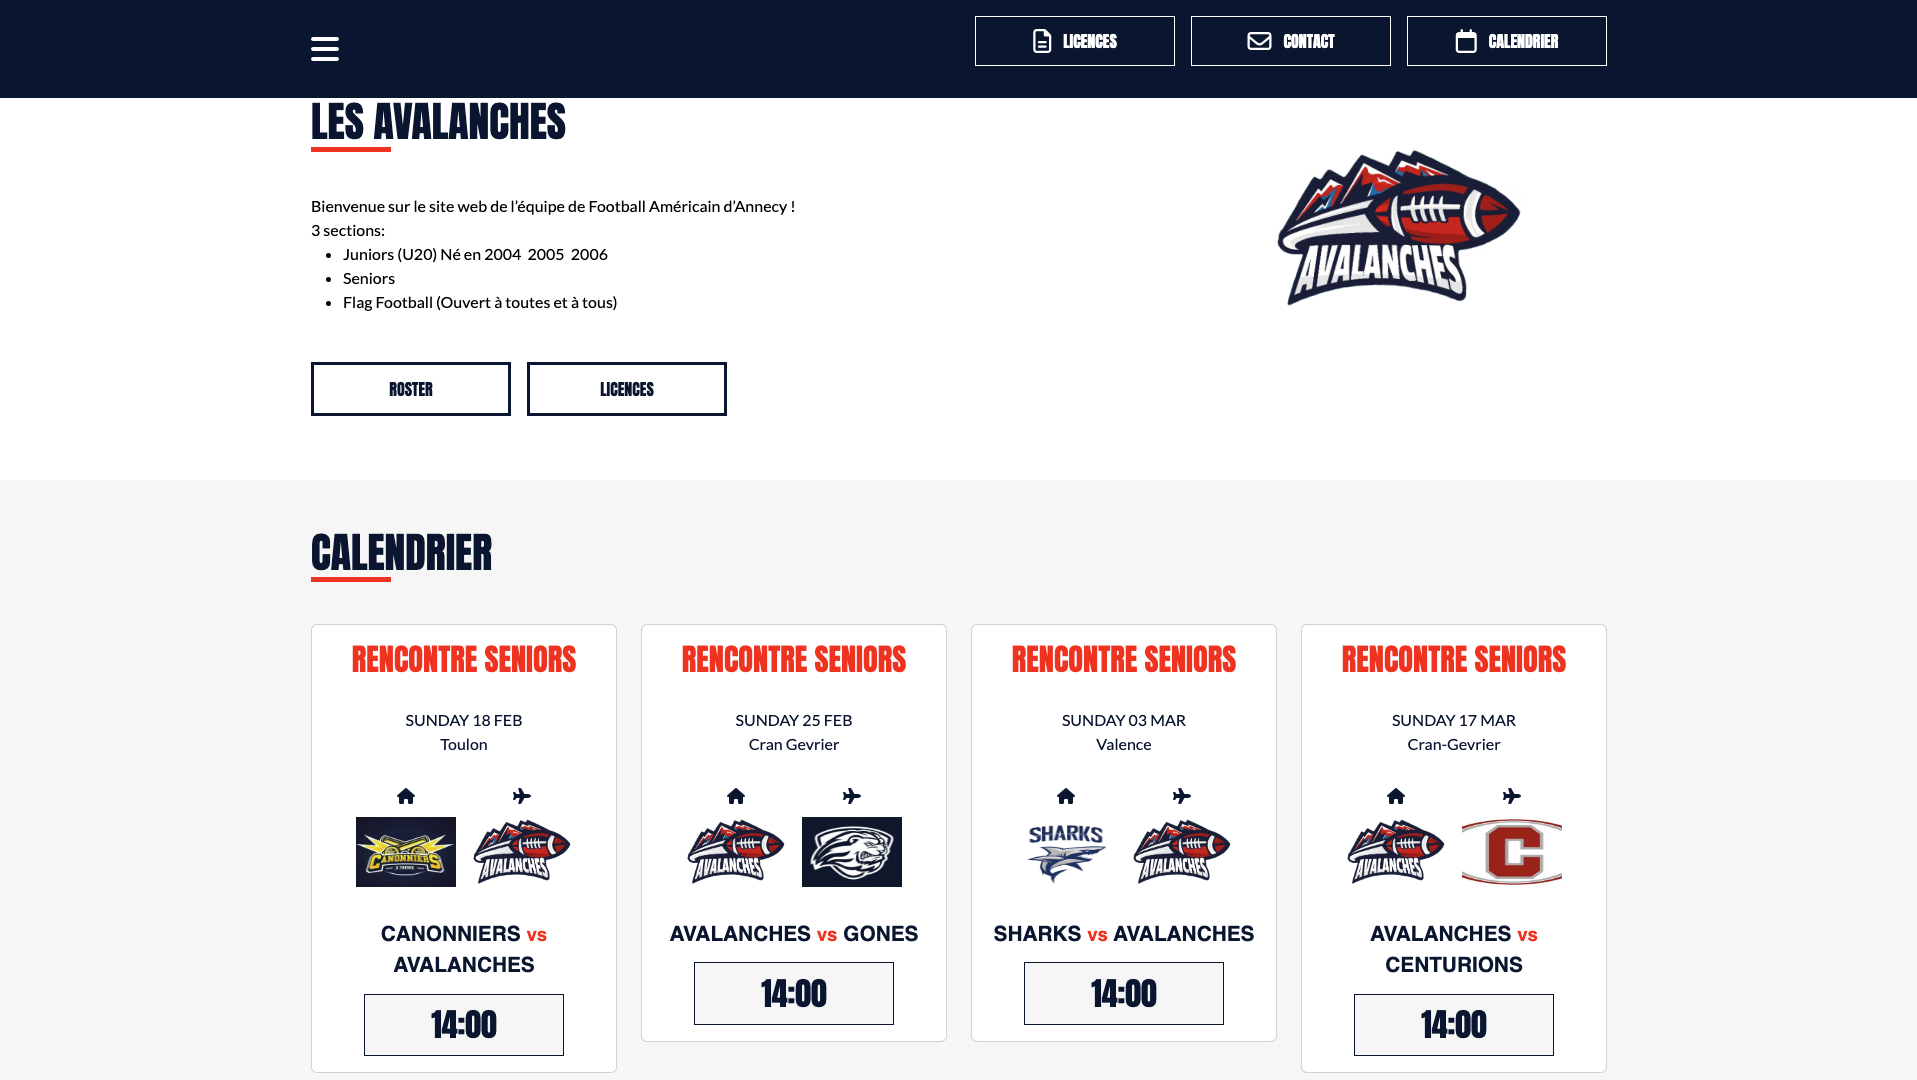 LICENCES
CONTACT
CALENDRIER
LES AVALANCHES
Bienvenue sur le site web de l’équipe de Football Américain d’Annecy !
3 sections:
• Juniors (U20) Né en 2004  2005  2006
• Seniors
• Flag Football (Ouvert à toutes et à tous)
AVALANCHES
ROSTER
LICENCES
CALENDRIER
RENCONTRE SENIORS
SUNDAY 18 FEB
Toulon
CANONNIERS
AVALANCHES
CANONNIERS vs
AVALANCHES
14:00
RENCONTRE SENIORS
SUNDAY 25 FEB
Cran Gevrier
AVALANCHES
AVALANCHES vs GONES
14:00
RENCONTRE SENIORS
SUNDAY 03 MAR
Valence
SHARKS
AVALANCHES
SHARKS vs AVALANCHES
14:00
RENCONTRE SENIORS
SUNDAY 17 MAR
Cran-Gevrier
AVALANCHES
C
AVALANCHES vs
CENTURIONS
14:00